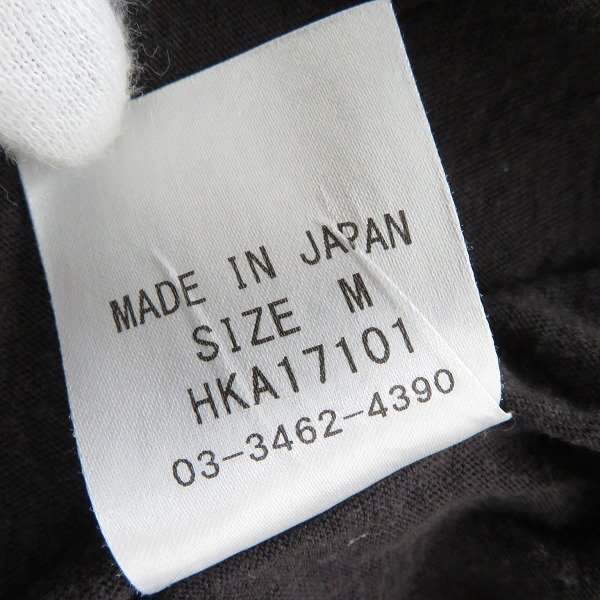 MADE IN JAPAN
SIZE M
HKA17101
03-3462-4390